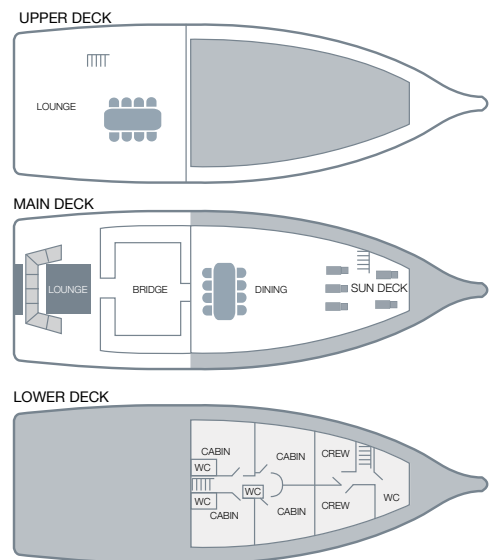 UPPER DECK
LOUNGE
MAIN DECK
LOUNGE
BRIDGE
DINING
SUN DECK
LOWER DECK
CABIN
CABIN
CREW
WC
WC
WC
WC
CABIN
CABIN
CREW